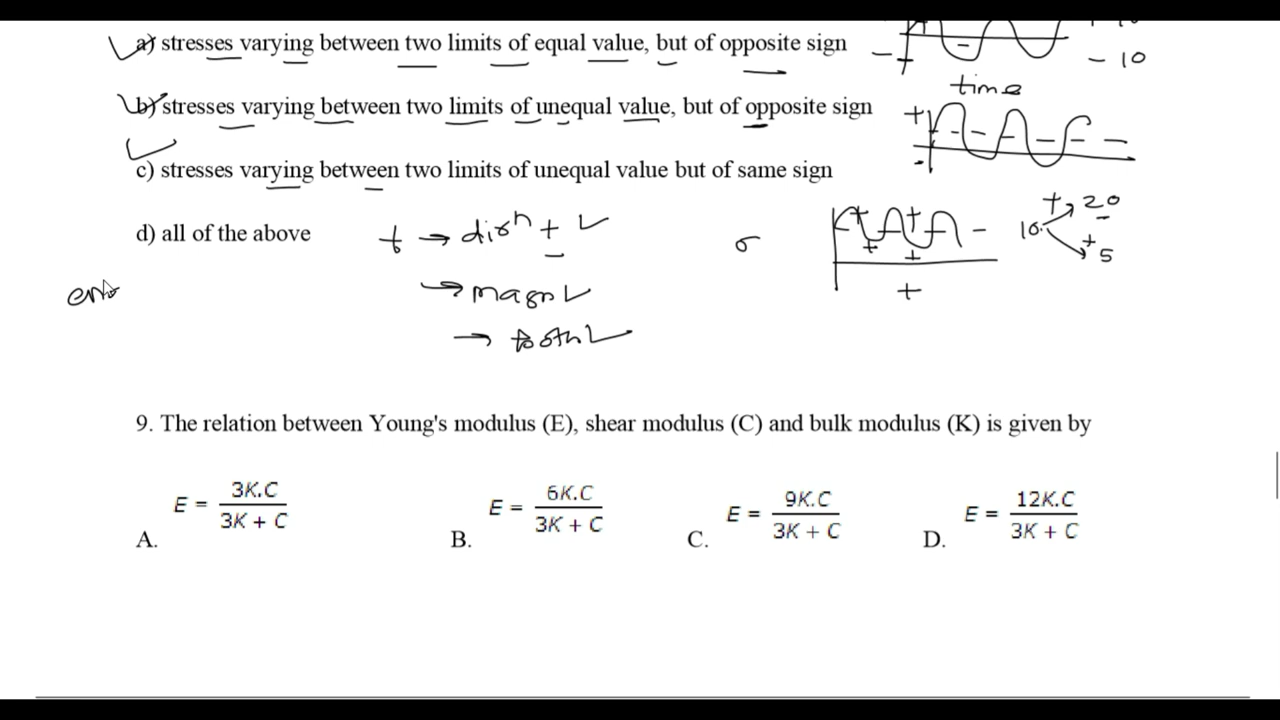 a) stresses varying between two limits of equal value, but of opposite sign
- 10
time
b) stresses varying between two limits of unequal value, but of opposite sign
+
-
c) stresses varying between two limits of unequal value but of same sign
+ 20
+ 5
d) all of the above
t → dirn +
σ
→ magn
→ both
+
9. The relation between Young's modulus (E), shear modulus (C) and bulk modulus (K) is given by
A. E = 3K.C / 3K + C
B. E = 6K.C / 3K + C
C. E = 9K.C / 3K + C
D. E = 12K.C / 3K + C